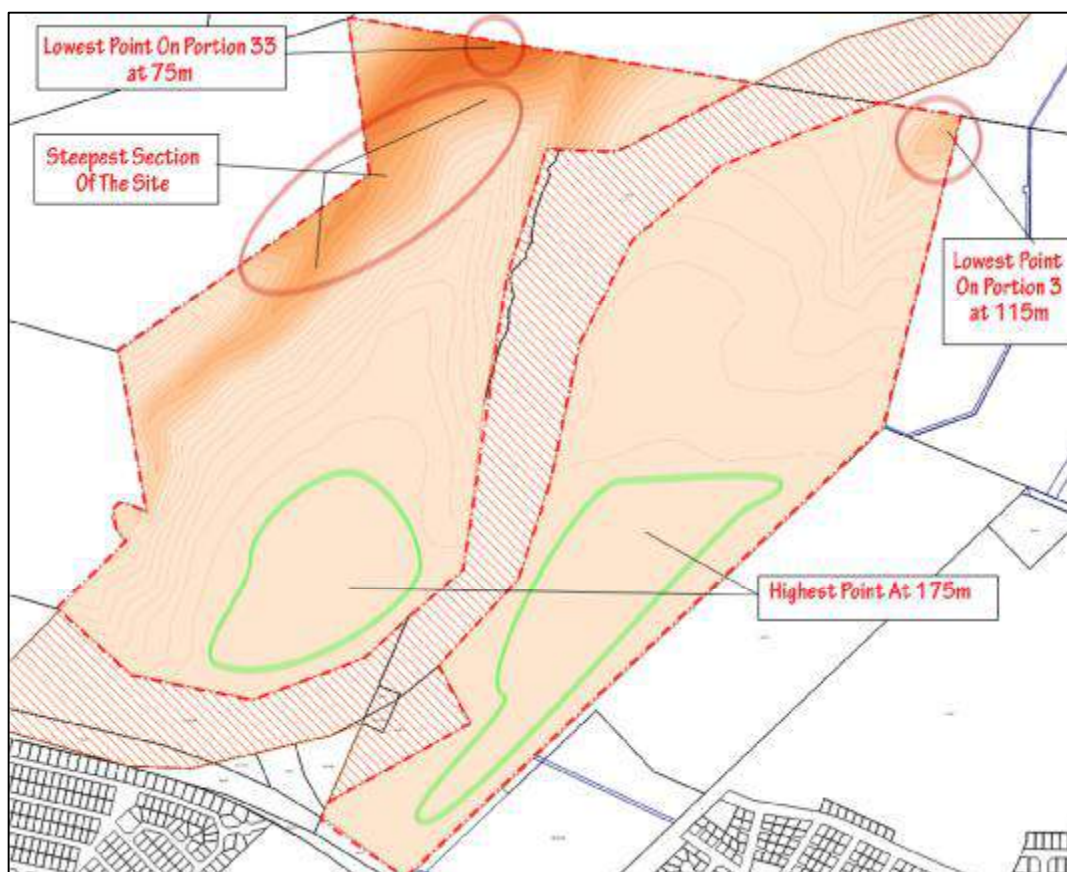 Lowest Point On Portion 33
at 75m
Steepest Section
Of The Site
Lowest Point
On Portion 3
at 115m
Highest Point At 175m